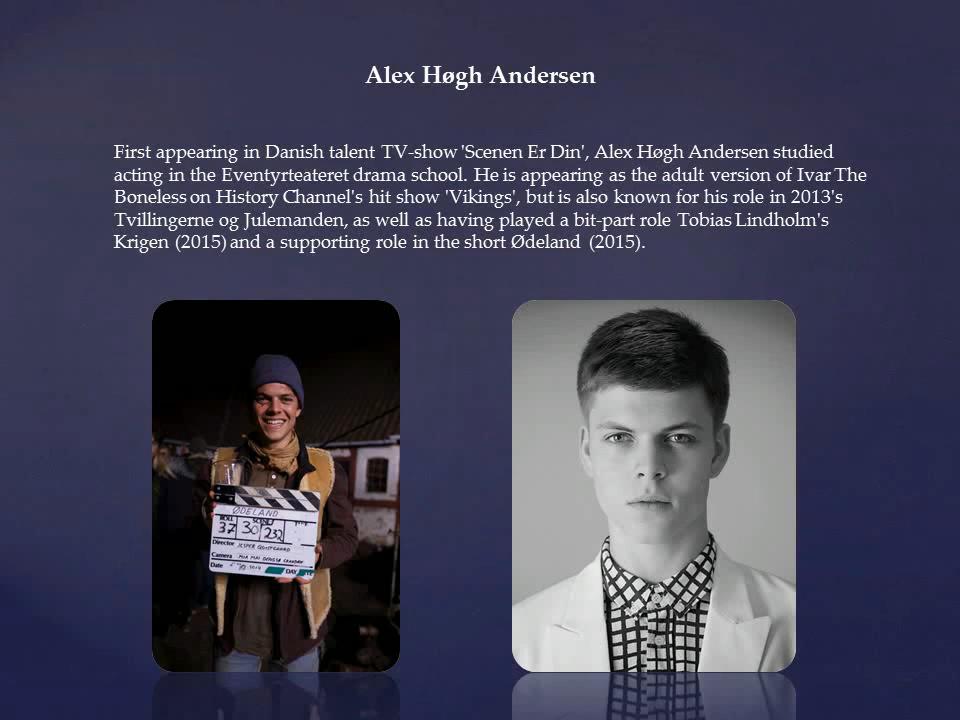 Alex Høgh Andersen
First appearing in Danish talent TV-show 'Scenen Er Din', Alex Høgh Andersen studied
acting in the Eventyrteateret drama school. He is appearing as the adult version of Ivar The
Boneless on History Channel's hit show 'Vikings', but is also known for his role in 2013's
Tvillingerne og Julemanden, as well as having played a bit-part role Tobias Lindholm's
Krigen (2015) and a supporting role in the short Ødeland (2015).
ØDELAND
ROLL
37 30 232
Director
Camera
Date
DAY